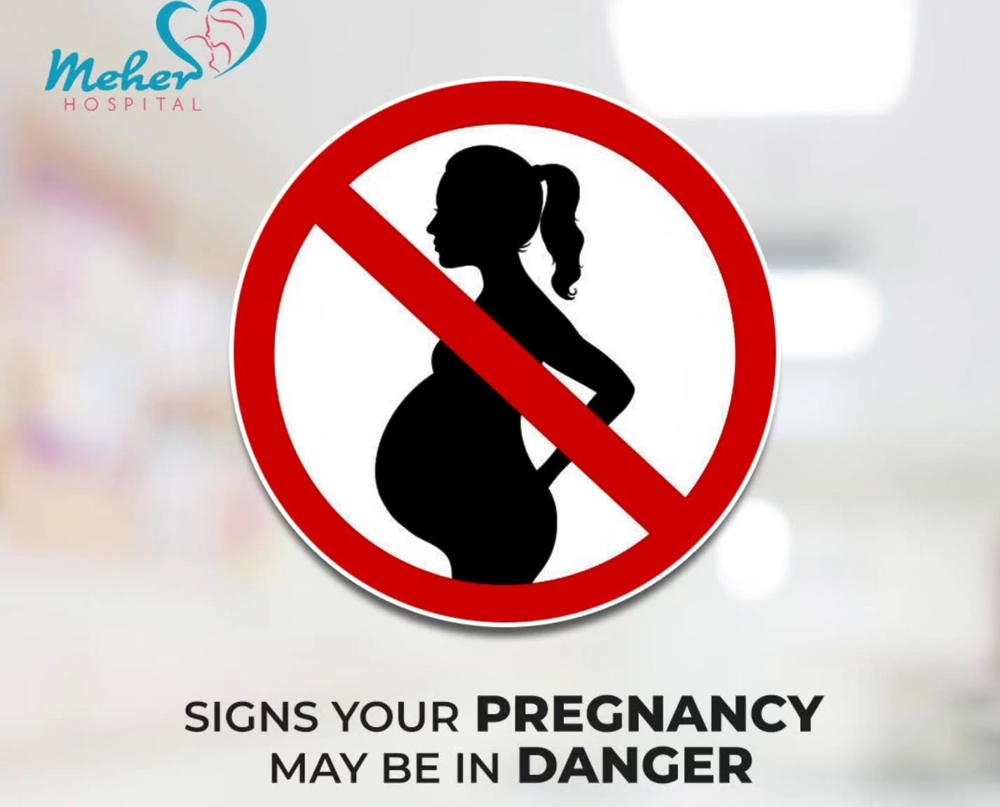 Meher
HOSPITAL
SIGNS YOUR PREGNANCY
MAY BE IN DANGER